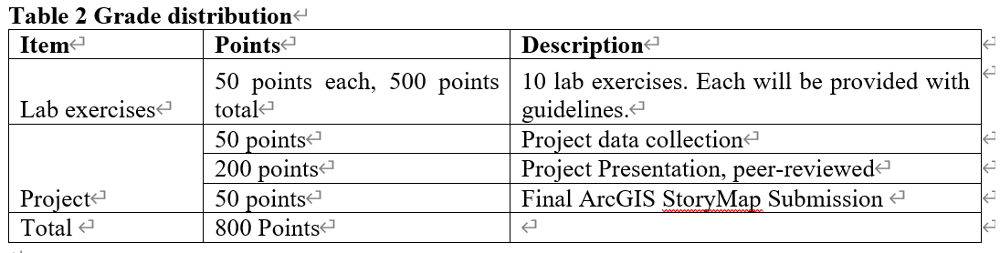 Table 2 Grade distribution
Item Points Description
Lab exercises 50 points each, 500 points total 10 lab exercises. Each will be provided with guidelines.
Project 50 points Project data collection
200 points Project Presentation, peer-reviewed
50 points Final ArcGIS StoryMap Submission
Total 800 Points